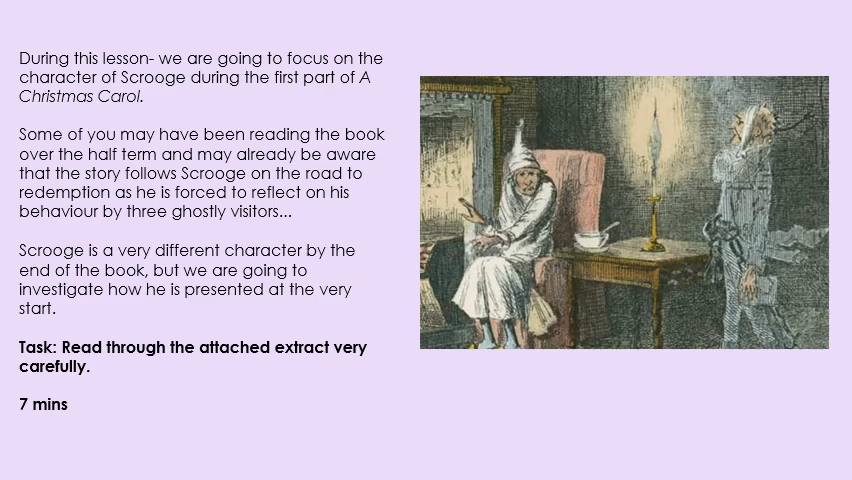 During this lesson- we are going to focus on the
character of Scrooge during the first part of A
Christmas Carol.
Some of you may have been reading the book
over the half term and may already be aware
that the story follows Scrooge on the road to
redemption as he is forced to reflect on his
behaviour by three ghostly visitors...
Scrooge is a very different character by the
end of the book, but we are going to
investigate how he is presented at the very
start.
Task: Read through the attached extract very
carefully.
7 mins